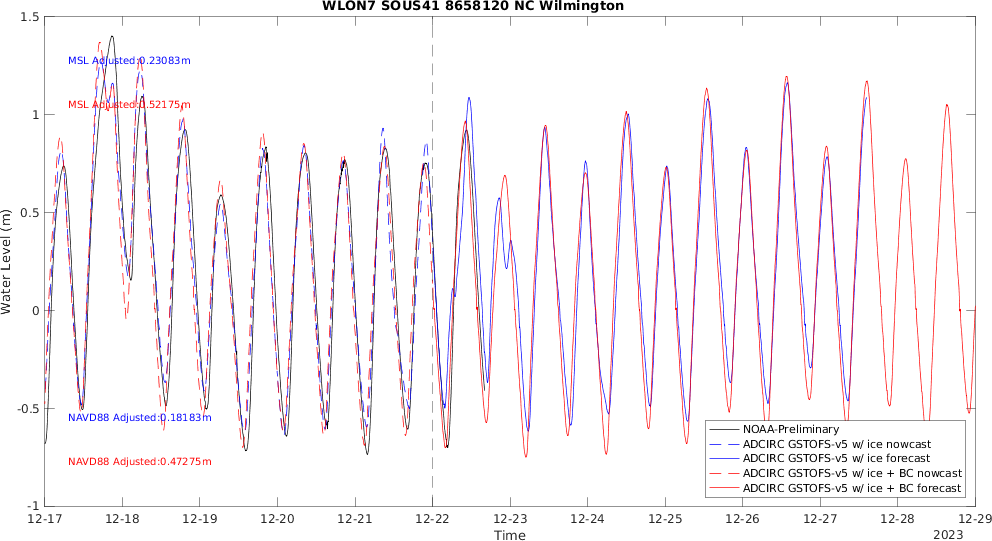 WLON7 SOUS41 8658120 NC Wilmington
1.5
1
0.5
0
-0.5
-1
Water Level (m)
MSL Adjusted:0.23083m
MSL Adjusted:0.52175m
NAVD88 Adjusted:0.18183m
NAVD88 Adjusted:0.47275m
NOAA-Preliminary
ADCIRC GSTOFS-v5 w/ ice nowcast
ADCIRC GSTOFS-v5 w/ ice forecast
ADCIRC GSTOFS-v5 w/ ice + BC nowcast
ADCIRC GSTOFS-v5 w/ ice + BC forecast
12-17 12-18 12-19 12-20 12-21 12-22 12-23 12-24 12-25 12-26 12-27 12-28 12-29
Time
2023